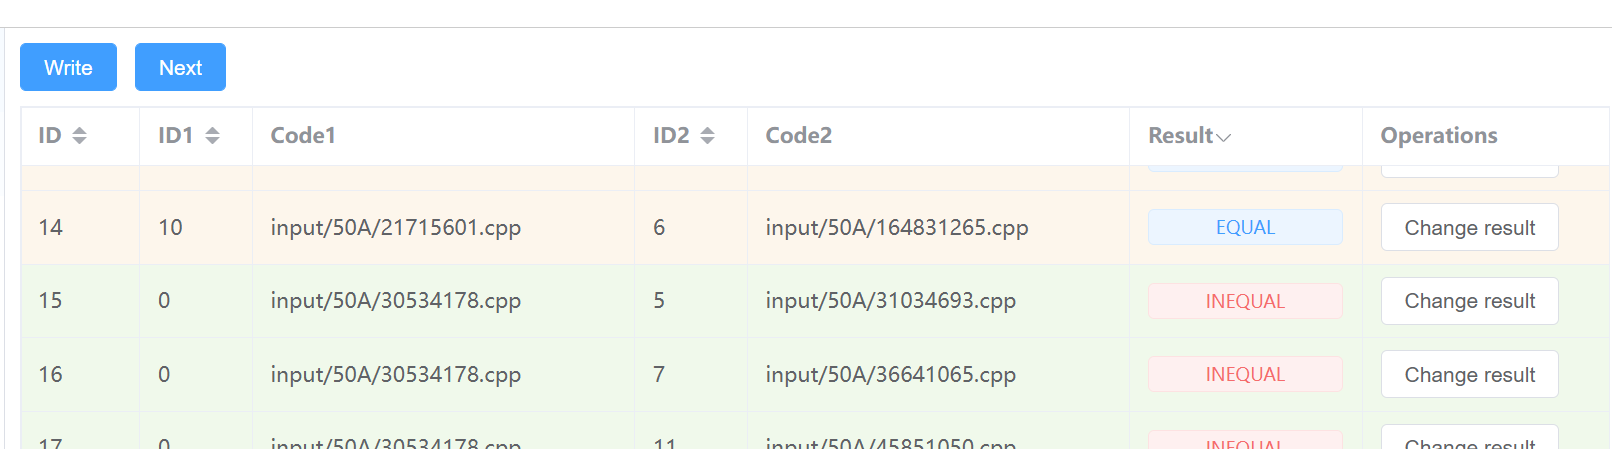 Write Next
ID ID1 Code1 ID2 Code2 Result Operations
14 10 input/50A/21715601.cpp 6 input/50A/164831265.cpp EQUAL Change result
15 0 input/50A/30534178.cpp 5 input/50A/31034693.cpp INEQUAL Change result
16 0 input/50A/30534178.cpp 7 input/50A/36641065.cpp INEQUAL Change result
17 0 input/50A/30534178.cpp 11 input/50A/45851050.cpp INEQUAL Change result